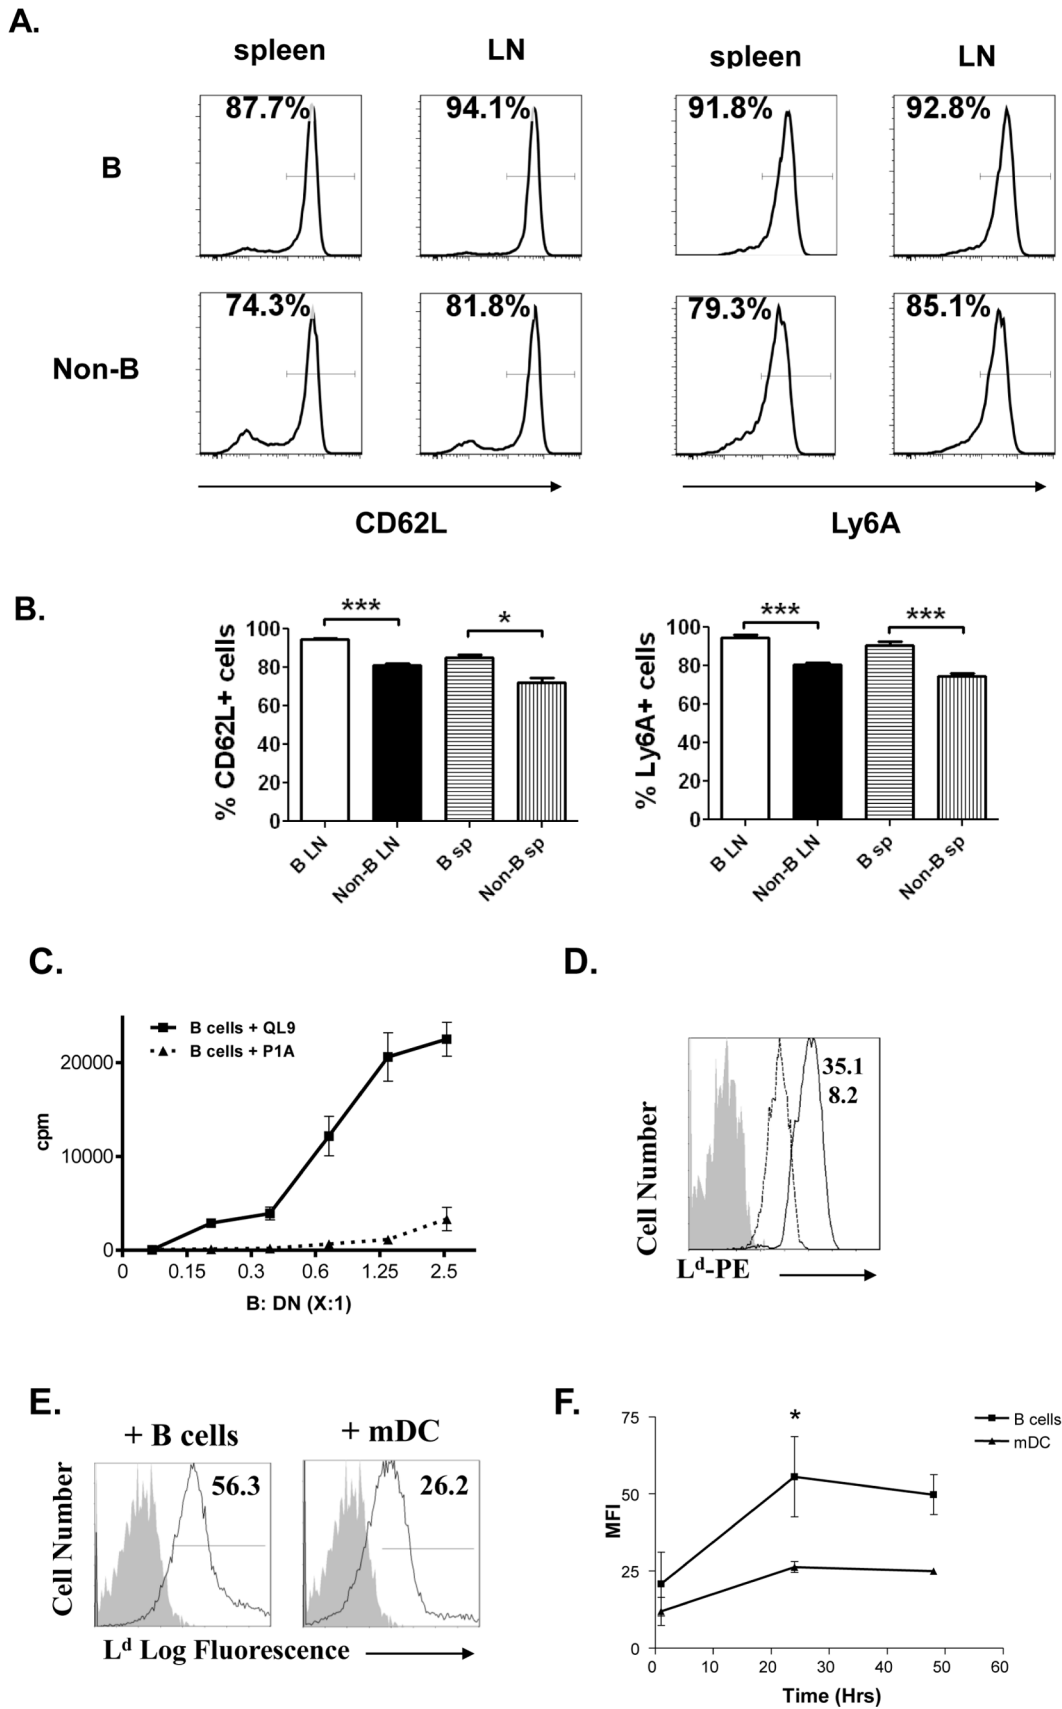 A.
spleen LN spleen LN
B 87.7% 94.1% 91.8% 92.8%
Non-B 74.3% 81.8% 79.3% 85.1%
CD62L Ly6A
B.
% CD62L+ cells
100
80
60
40
20
0
*** *
B LN Non-B LN B sp Non-B sp
% Ly6A+ cells
100
80
60
40
20
0
*** ***
B LN Non-B LN B sp Non-B sp
C.
B cells + QL9
B cells + P1A
cpm
20000
10000
0
0 0.15 0.3 0.6 1.25 2.5
B: DN (X:1)
D.
35.1
8.2
Cell Number
Lᵈ-PE
E.
+ B cells + mDC
56.3 26.2
Cell Number
Lᵈ Log Fluorescence
F.
*
B cells
mDC
MFI
75
50
25
0
0 10 20 30 40 50 60
Time (Hrs)